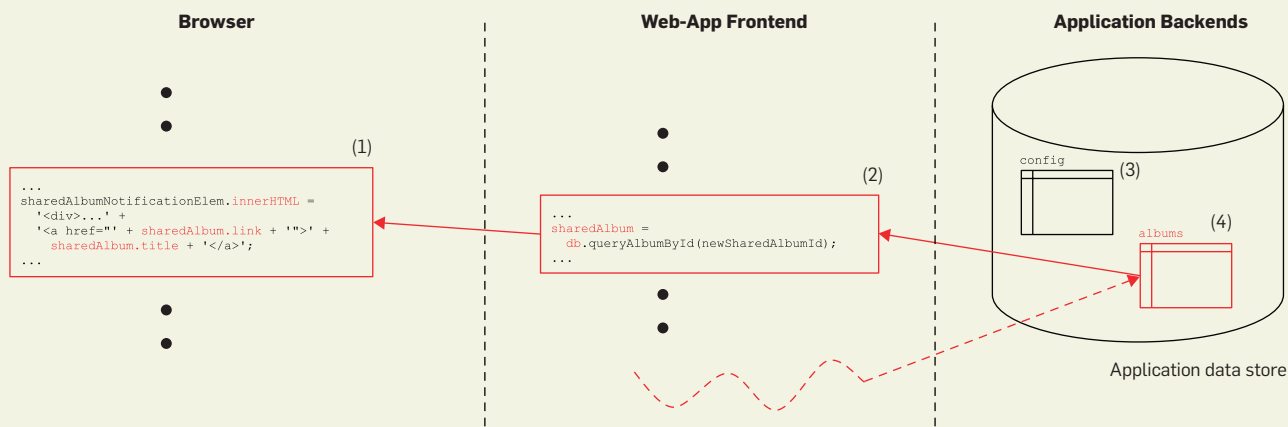 Browser
Web-App Frontend
Application Backends
(1)
...
sharedAlbumNotificationElem.innerHTML =
'<div>...' +
'<a href="' + sharedAlbum.link + '">' +
sharedAlbum.title + '</a>';
...
(2)
...
sharedAlbum =
db.queryAlbumById(newSharedAlbumId);
...
config
(3)
albums
(4)
Application data store